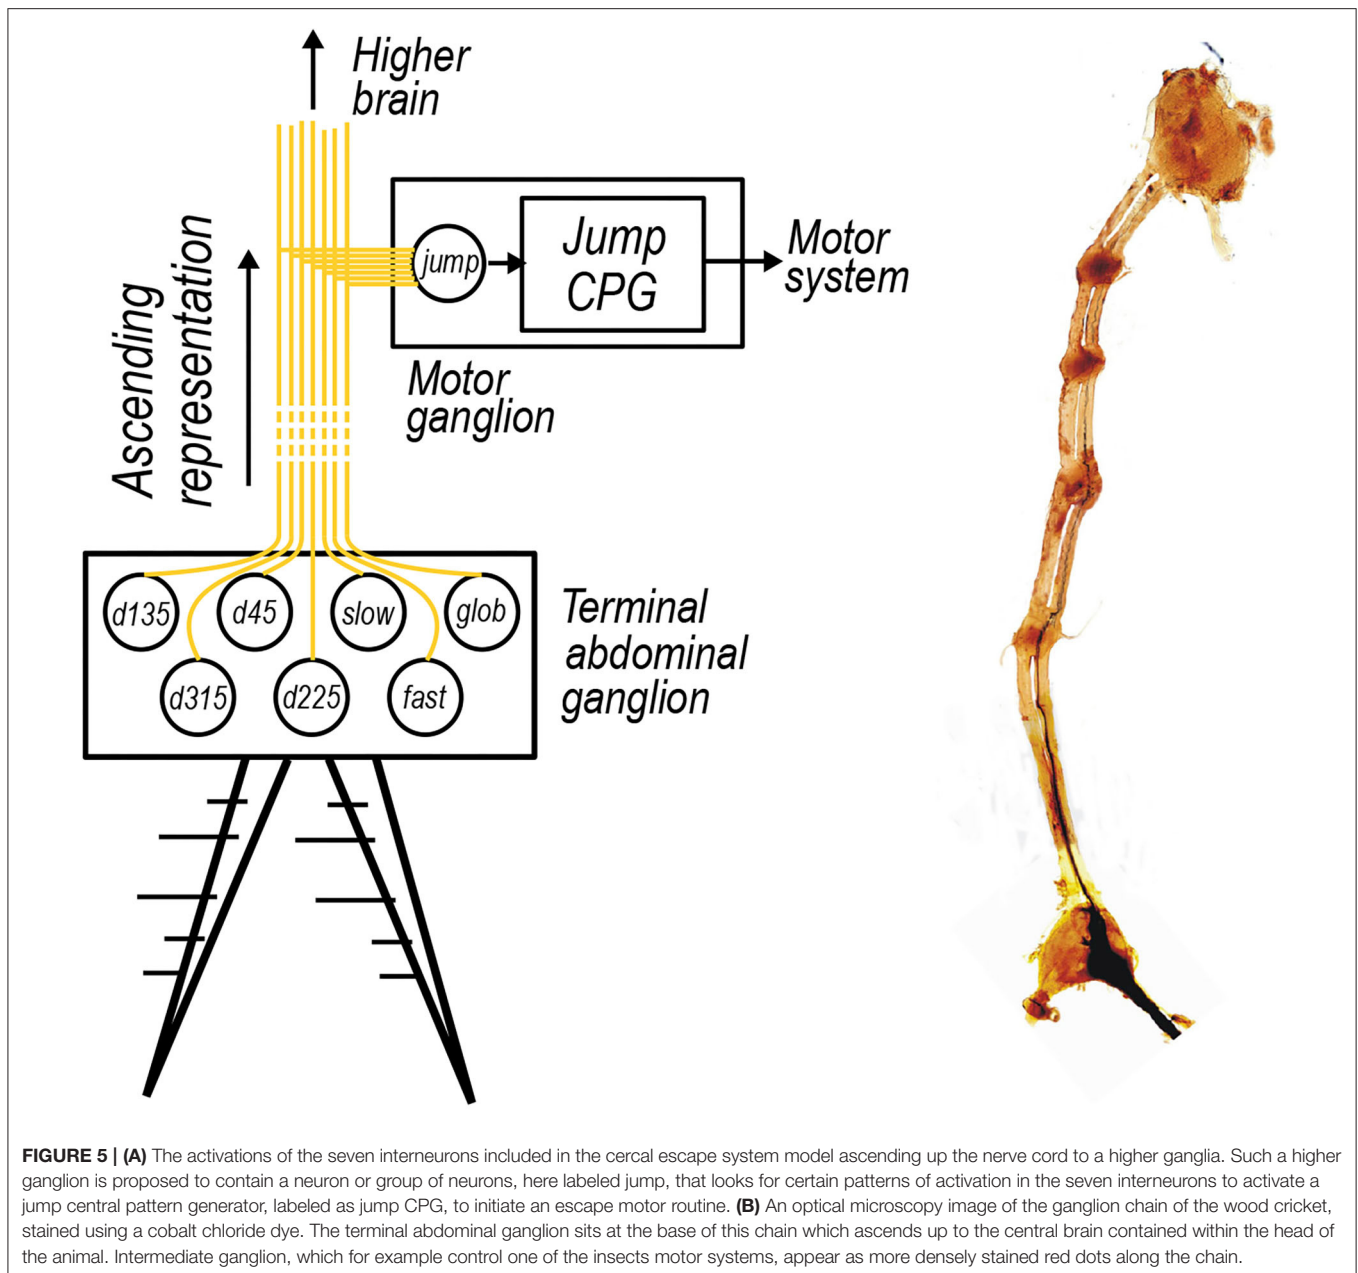 Higher
brain
Ascending
representation
jump
Jump
CPG
Motor
system
Motor
ganglion
d135
d45
slow
glob
d315
d225
fast
Terminal
abdominal
ganglion
FIGURE 5 | (A) The activations of the seven interneurons included in the cercal escape system model ascending up the nerve cord to a higher ganglia. Such a higher
ganglion is proposed to contain a neuron or group of neurons, here labeled jump, that looks for certain patterns of activation in the seven interneurons to activate a
jump central pattern generator, labeled as jump CPG, to initiate an escape motor routine. (B) An optical microscopy image of the ganglion chain of the wood cricket,
stained using a cobalt chloride dye. The terminal abdominal ganglion sits at the base of this chain which ascends up to the central brain contained within the head of
the animal. Intermediate ganglion, which for example control one of the insects motor systems, appear as more densely stained red dots along the chain.